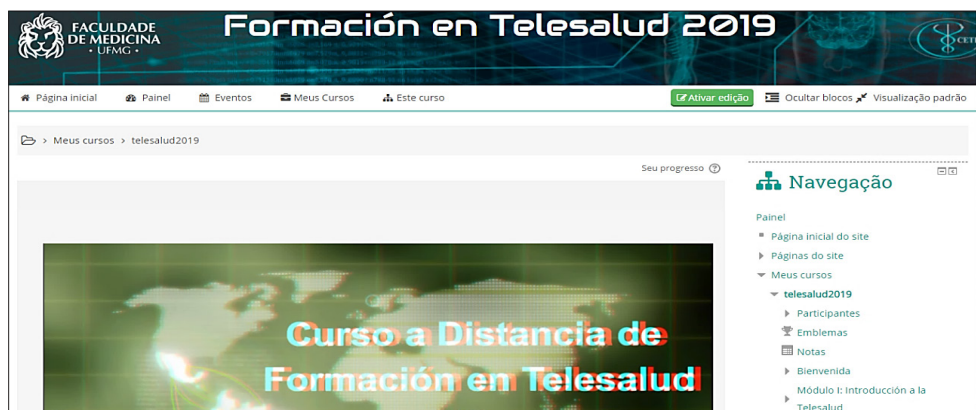 FACULDADE
DE MEDICINA
• UFMG •
Formación en Telesalud 2019
Página inicial Painel Eventos Meus Cursos Este curso Ativar edição Ocultar blocos Visualização padrão
> Meus cursos > telesalud2019
Seu progresso
Navegação
Painel
Página inicial do site
Páginas do site
Meus cursos
telesalud2019
Participantes
Emblemas
Notas
Bienvenida
Módulo I: Introducción a la
Telesalud
Curso a Distancia de
Formación en Telesalud